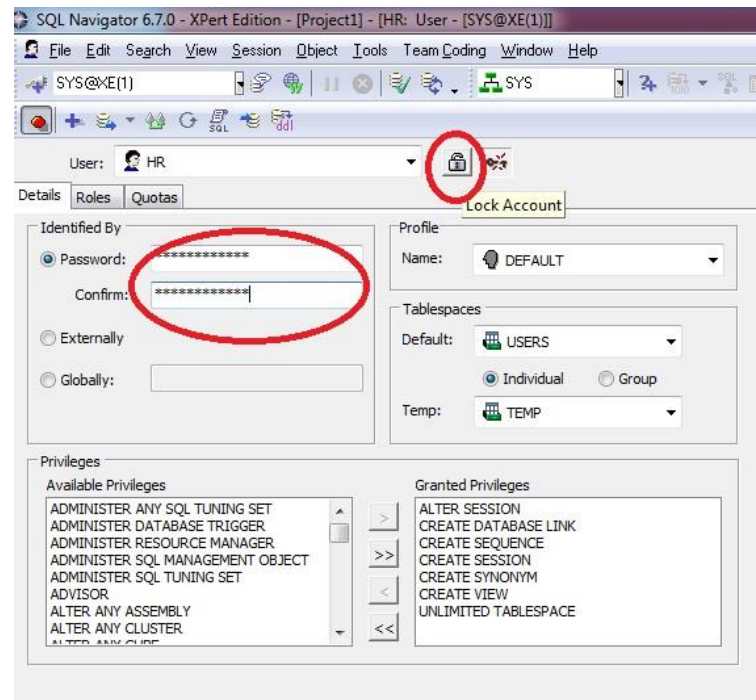 SQL Navigator 6.7.0 - XPert Edition - [Project1] - [HR: User - [SYS@XE(1)]]
File Edit Search View Session Object Tools Team Coding Window Help
SYS@XE(1) SYS
SQL ddl
User: HR
Lock Account
Details Roles Quotas
Identified By
Password: ************
Confirm: ************
Externally
Globally:
Profile
Name: DEFAULT
Tablespaces
Default: USERS
Individual Group
Temp: TEMP
Privileges
Available Privileges
ADMINISTER ANY SQL TUNING SET
ADMINISTER DATABASE TRIGGER
ADMINISTER RESOURCE MANAGER
ADMINISTER SQL MANAGEMENT OBJECT
ADMINISTER SQL TUNING SET
ADVISOR
ALTER ANY ASSEMBLY
ALTER ANY CLUSTER
ALTER ANY CUBE
>
>>
<
<<
Granted Privileges
ALTER SESSION
CREATE DATABASE LINK
CREATE SEQUENCE
CREATE SESSION
CREATE SYNONYM
CREATE VIEW
UNLIMITED TABLESPACE